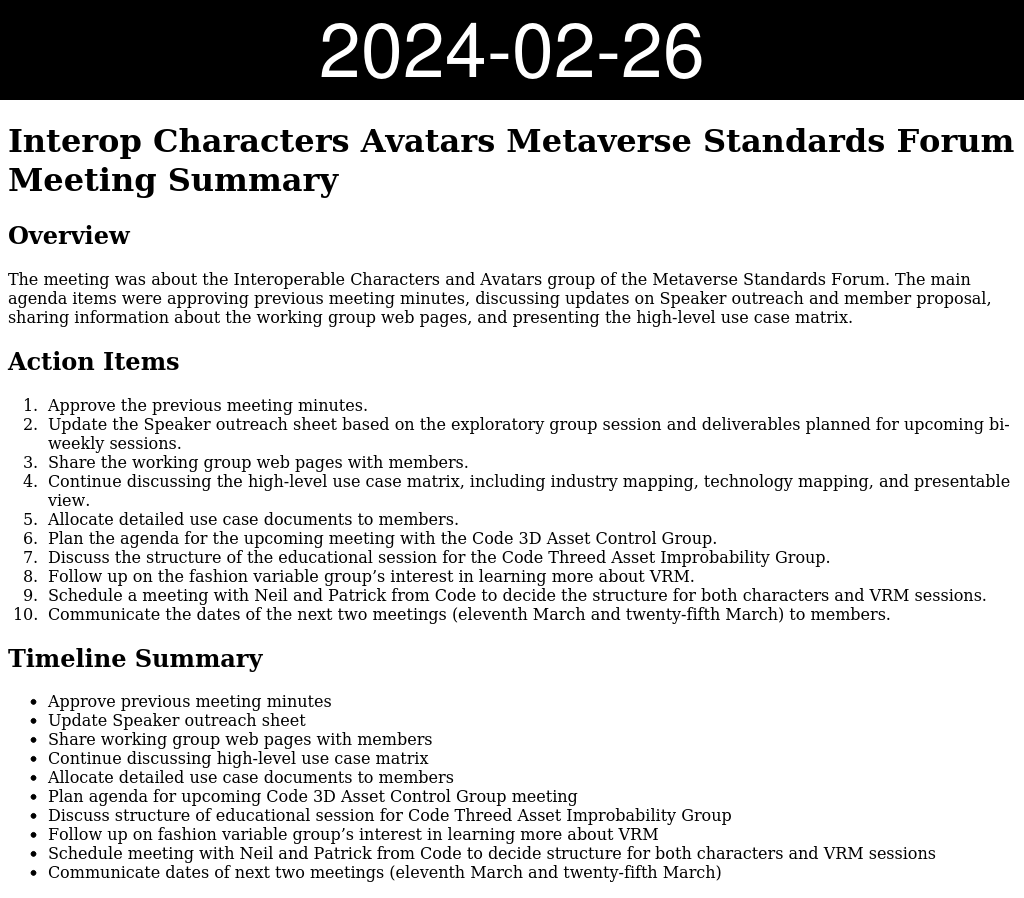 2024-02-26
Interop Characters Avatars Metaverse Standards Forum
Meeting Summary
Overview
The meeting was about the Interoperable Characters and Avatars group of the Metaverse Standards Forum. The main
agenda items were approving previous meeting minutes, discussing updates on Speaker outreach and member proposal,
sharing information about the working group web pages, and presenting the high-level use case matrix.
Action Items
1. Approve the previous meeting minutes.
2. Update the Speaker outreach sheet based on the exploratory group session and deliverables planned for upcoming bi-
weekly sessions.
3. Share the working group web pages with members.
4. Continue discussing the high-level use case matrix, including industry mapping, technology mapping, and presentable
view.
5. Allocate detailed use case documents to members.
6. Plan the agenda for the upcoming meeting with the Code 3D Asset Control Group.
7. Discuss the structure of the educational session for the Code Threed Asset Improbability Group.
8. Follow up on the fashion variable group’s interest in learning more about VRM.
9. Schedule a meeting with Neil and Patrick from Code to decide the structure for both characters and VRM sessions.
10. Communicate the dates of the next two meetings (eleventh March and twenty-fifth March) to members.
Timeline Summary
• Approve previous meeting minutes
• Update Speaker outreach sheet
• Share working group web pages with members
• Continue discussing high-level use case matrix
• Allocate detailed use case documents to members
• Plan agenda for upcoming Code 3D Asset Control Group meeting
• Discuss structure of educational session for Code Threed Asset Improbability Group
• Follow up on fashion variable group’s interest in learning more about VRM
• Schedule meeting with Neil and Patrick from Code to decide structure for both characters and VRM sessions
• Communicate dates of next two meetings (eleventh March and twenty-fifth March)